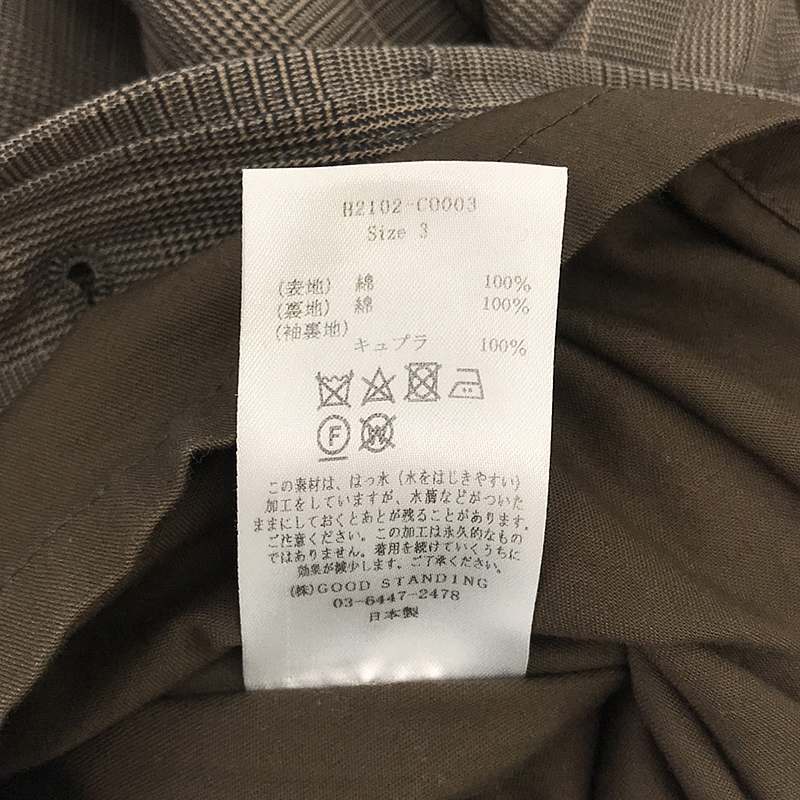 H2102-C0003
Size 3
(表地) 綿 100%
(裏地) 綿 100%
(袖裏地)
キュプラ 100%
F W
この素材は、はっ水(水をはじきやすい)
加工をしていますが、水滴などがついた
ままにしておくとあとが残ることがあります。
ご注意ください。この加工は永久的なもの
ではありません。着用を続けていくうちに
効果が減少します。ご了承ください。
(株)GOOD STANDING
03-6447-2478
日本製